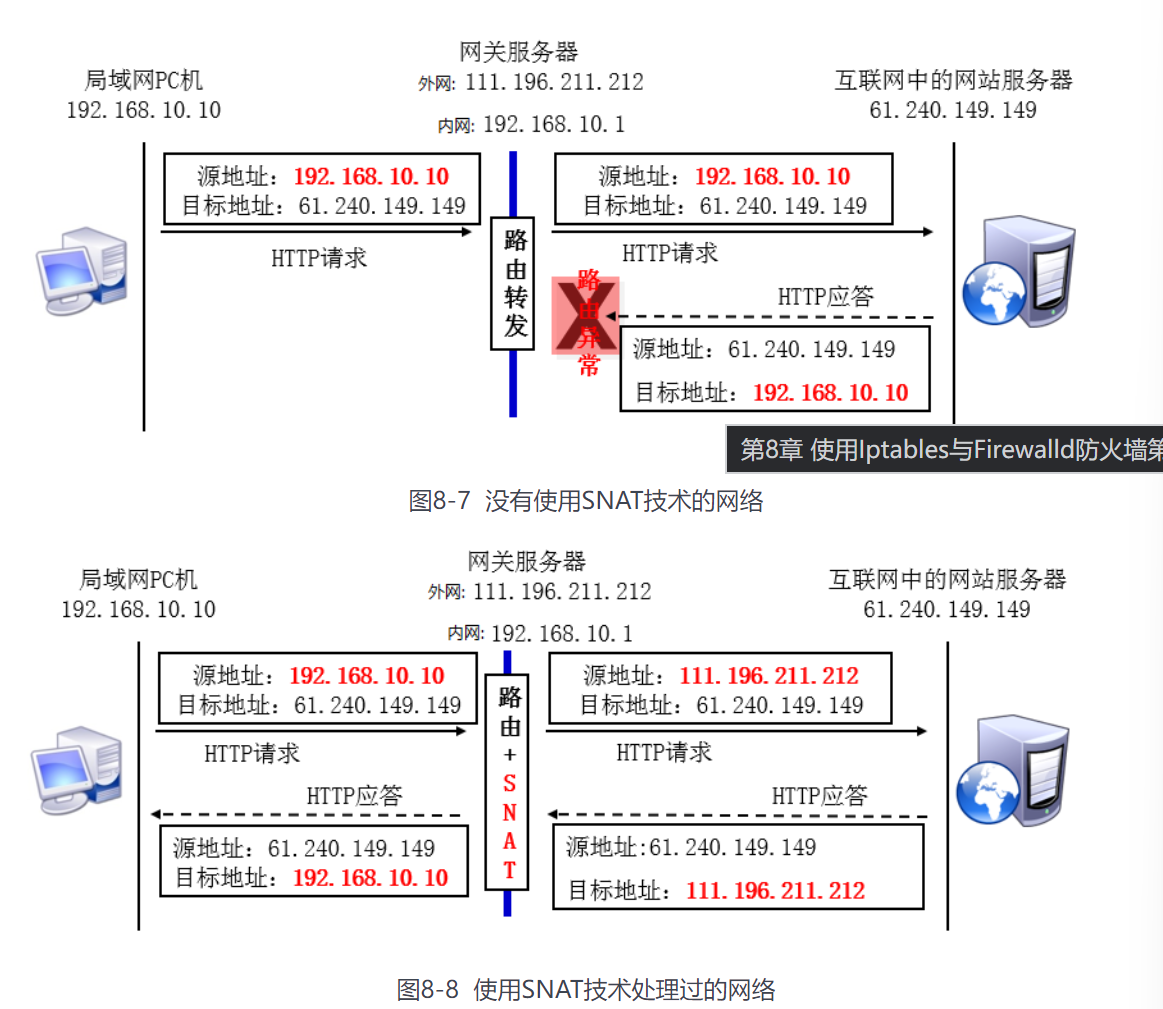 网关服务器
局域网PC机
外网: 111.196.211.212
互联网中的网站服务器
192.168.10.10
61.240.149.149
内网: 192.168.10.1
源地址: 192.168.10.10
目标地址: 61.240.149.149
HTTP请求
路由转发
源地址: 192.168.10.10
目标地址: 61.240.149.149
HTTP请求
路由异常
HTTP应答
源地址: 61.240.149.149
目标地址: 192.168.10.10
第8章 使用Iptables与Firewalld防火墙第
图8-7 没有使用SNAT技术的网络
网关服务器
局域网PC机
外网: 111.196.211.212
互联网中的网站服务器
192.168.10.10
61.240.149.149
内网: 192.168.10.1
源地址: 192.168.10.10
目标地址: 61.240.149.149
HTTP请求
路由+SNAT
源地址: 111.196.211.212
目标地址: 61.240.149.149
HTTP请求
HTTP应答
源地址: 61.240.149.149
目标地址: 192.168.10.10
HTTP应答
源地址:61.240.149.149
目标地址: 111.196.211.212
图8-8 使用SNAT技术处理过的网络